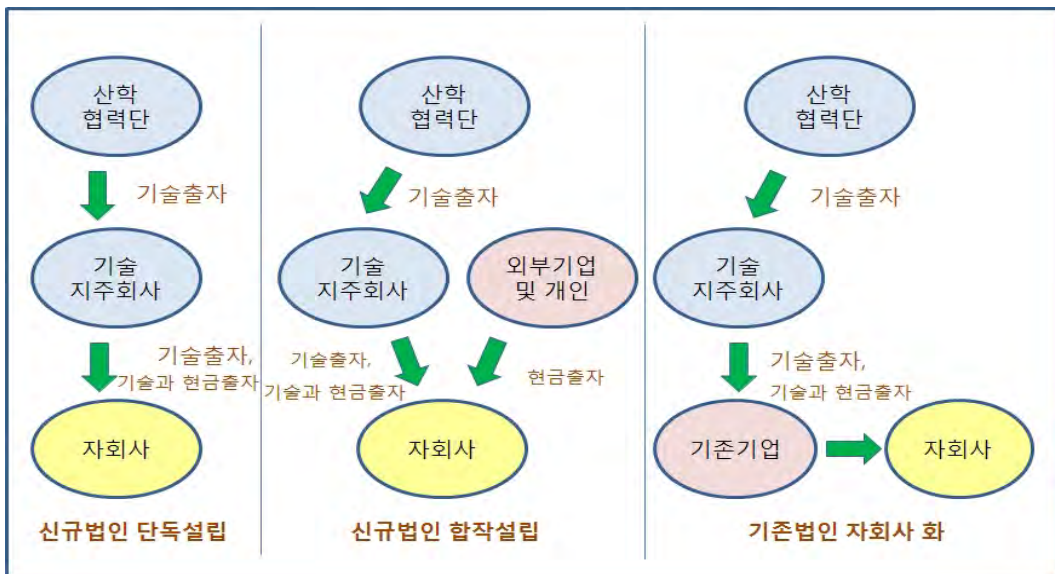 산학
협력단
기술출자
기술
지주회사
기술출자,
기술과 현금출자
자회사
신규법인 단독설립
산학
협력단
기술출자
기술
지주회사
외부기업
및 개인
기술출자,
기술과 현금출자
현금출자
자회사
신규법인 합작설립
산학
협력단
기술출자
기술
지주회사
기술출자,
기술과 현금출자
기존기업
자회사
기존법인 자회사 화